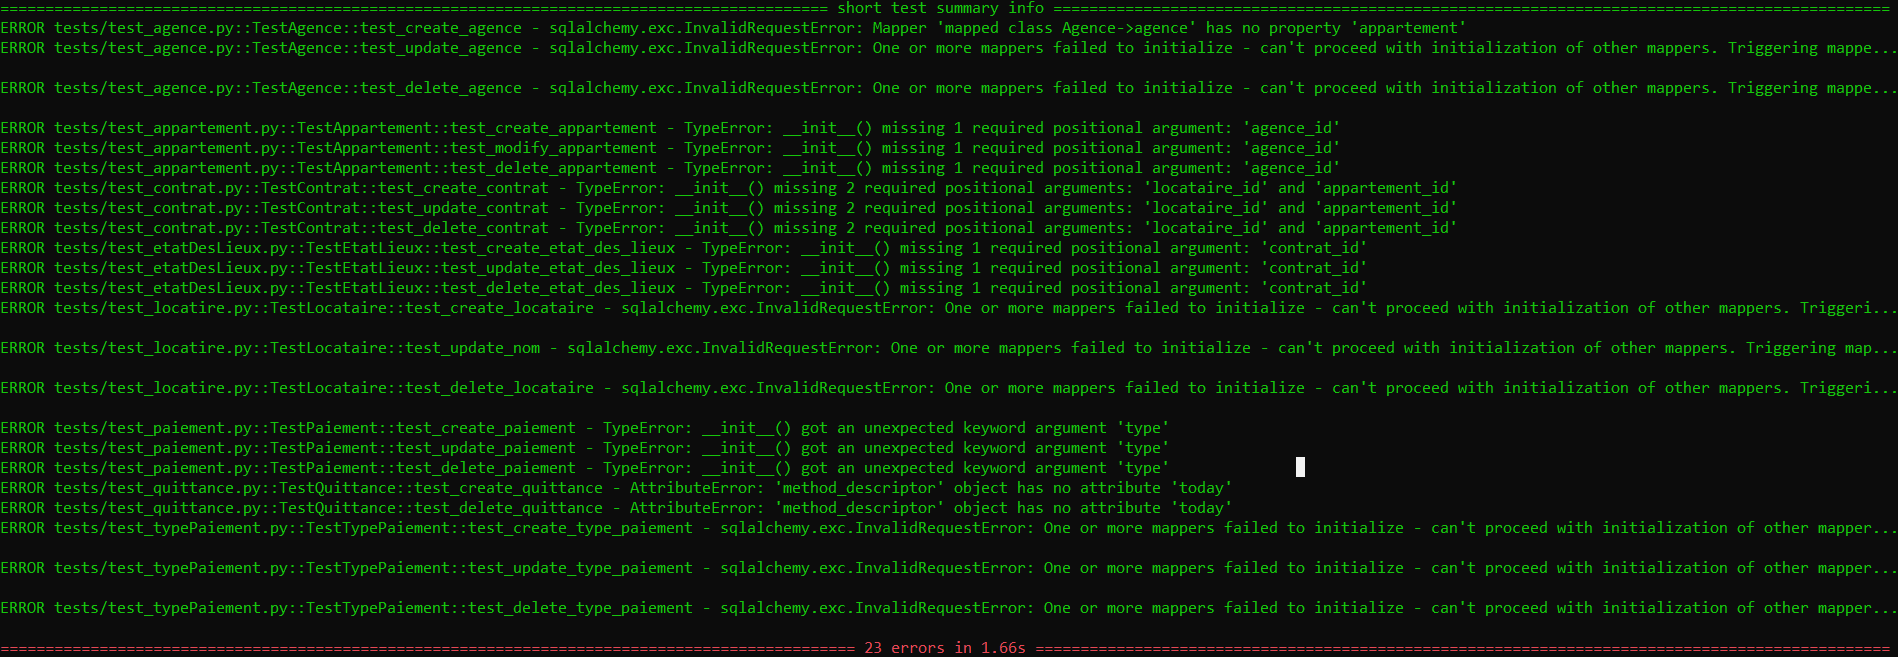 ============================================================================================ short test summary info =============================================================================================
ERROR tests/test_agence.py::TestAgence::test_create_agence - sqlalchemy.exc.InvalidRequestError: Mapper 'mapped class Agence->agence' has no property 'appartement'
ERROR tests/test_agence.py::TestAgence::test_update_agence - sqlalchemy.exc.InvalidRequestError: One or more mappers failed to initialize - can't proceed with initialization of other mappers. Triggering mappe...
ERROR tests/test_agence.py::TestAgence::test_delete_agence - sqlalchemy.exc.InvalidRequestError: One or more mappers failed to initialize - can't proceed with initialization of other mappers. Triggering mappe...
ERROR tests/test_appartement.py::TestAppartement::test_create_appartement - TypeError: __init__() missing 1 required positional argument: 'agence_id'
ERROR tests/test_appartement.py::TestAppartement::test_modify_appartement - TypeError: __init__() missing 1 required positional argument: 'agence_id'
ERROR tests/test_appartement.py::TestAppartement::test_delete_appartement - TypeError: __init__() missing 1 required positional argument: 'agence_id'
ERROR tests/test_contrat.py::TestContrat::test_create_contrat - TypeError: __init__() missing 2 required positional arguments: 'locataire_id' and 'appartement_id'
ERROR tests/test_contrat.py::TestContrat::test_update_contrat - TypeError: __init__() missing 2 required positional arguments: 'locataire_id' and 'appartement_id'
ERROR tests/test_contrat.py::TestContrat::test_delete_contrat - TypeError: __init__() missing 2 required positional arguments: 'locataire_id' and 'appartement_id'
ERROR tests/test_etatDesLieux.py::TestEtatLieux::test_create_etat_des_lieux - TypeError: __init__() missing 1 required positional argument: 'contrat_id'
ERROR tests/test_etatDesLieux.py::TestEtatLieux::test_update_etat_des_lieux - TypeError: __init__() missing 1 required positional argument: 'contrat_id'
ERROR tests/test_etatDesLieux.py::TestEtatLieux::test_delete_etat_des_lieux - TypeError: __init__() missing 1 required positional argument: 'contrat_id'
ERROR tests/test_locatire.py::TestLocataire::test_create_locataire - sqlalchemy.exc.InvalidRequestError: One or more mappers failed to initialize - can't proceed with initialization of other mappers. Triggeri...
ERROR tests/test_locatire.py::TestLocataire::test_update_nom - sqlalchemy.exc.InvalidRequestError: One or more mappers failed to initialize - can't proceed with initialization of other mappers. Triggering map...
ERROR tests/test_locatire.py::TestLocataire::test_delete_locataire - sqlalchemy.exc.InvalidRequestError: One or more mappers failed to initialize - can't proceed with initialization of other mappers. Triggeri...
ERROR tests/test_paiement.py::TestPaiement::test_create_paiement - TypeError: __init__() got an unexpected keyword argument 'type'
ERROR tests/test_paiement.py::TestPaiement::test_update_paiement - TypeError: __init__() got an unexpected keyword argument 'type'
ERROR tests/test_paiement.py::TestPaiement::test_delete_paiement - TypeError: __init__() got an unexpected keyword argument 'type'
ERROR tests/test_quittance.py::TestQuittance::test_create_quittance - AttributeError: 'method_descriptor' object has no attribute 'today'
ERROR tests/test_quittance.py::TestQuittance::test_delete_quittance - AttributeError: 'method_descriptor' object has no attribute 'today'
ERROR tests/test_typePaiement.py::TestTypePaiement::test_create_type_paiement - sqlalchemy.exc.InvalidRequestError: One or more mappers failed to initialize - can't proceed with initialization of other mapper...
ERROR tests/test_typePaiement.py::TestTypePaiement::test_update_type_paiement - sqlalchemy.exc.InvalidRequestError: One or more mappers failed to initialize - can't proceed with initialization of other mapper...
ERROR tests/test_typePaiement.py::TestTypePaiement::test_delete_type_paiement - sqlalchemy.exc.InvalidRequestError: One or more mappers failed to initialize - can't proceed with initialization of other mapper...
=============================================================================================== 23 errors in 1.66s ===============================================================================================